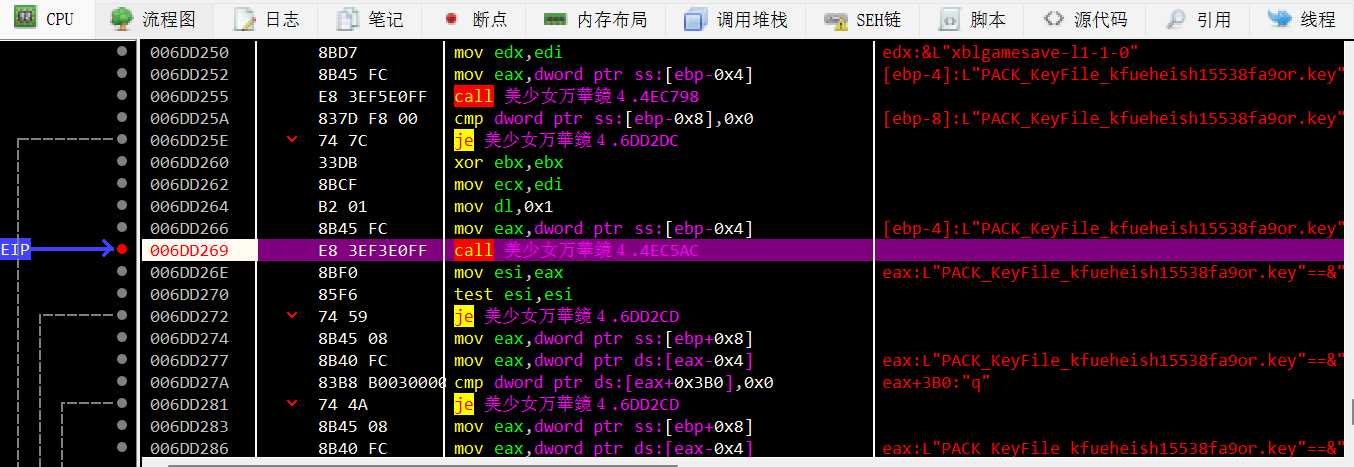 CPU 流程图 日志 笔记 断点 内存布局 调用堆栈 SEH链 脚本 源代码 引用 线程
006DD250 8BD7 mov edx,edi edx:&L"xblgamesave-l1-1-0"
006DD252 8B45 FC mov eax,dword ptr ss:[ebp-0x4] [ebp-4]:L"PACK_KeyFile_kfueheish15538fa9or.key"
006DD255 E8 3EF5E0FF call 美少女万華鏡４.4EC798
006DD25A 837D F8 00 cmp dword ptr ss:[ebp-0x8],0x0 [ebp-8]:L"PACK_KeyFile_kfueheish15538fa9or.key"
006DD25E 74 7C je 美少女万華鏡４.6DD2DC
006DD260 33DB xor ebx,ebx
006DD262 8BCF mov ecx,edi
006DD264 B2 01 mov dl,0x1
006DD266 8B45 FC mov eax,dword ptr ss:[ebp-0x4] [ebp-4]:L"PACK_KeyFile_kfueheish15538fa9or.key"
EIP 006DD269 E8 3EF3E0FF call 美少女万華鏡４.4EC5AC
006DD26E 8BF0 mov esi,eax eax:L"PACK_KeyFile_kfueheish15538fa9or.key"==&"
006DD270 85F6 test esi,esi
006DD272 74 59 je 美少女万華鏡４.6DD2CD
006DD274 8B45 08 mov eax,dword ptr ss:[ebp+0x8]
006DD277 8B40 FC mov eax,dword ptr ds:[eax-0x4] eax:L"PACK_KeyFile_kfueheish15538fa9or.key"==&"
006DD27A 83B8 B0030000 cmp dword ptr ds:[eax+0x3B0],0x0 eax+3B0:"q"
006DD281 74 4A je 美少女万華鏡４.6DD2CD
006DD283 8B45 08 mov eax,dword ptr ss:[ebp+0x8]
006DD286 8B40 FC mov eax,dword ptr ds:[eax-0x4] eax:L"PACK_KeyFile_kfueheish15538fa9or.key"==&"